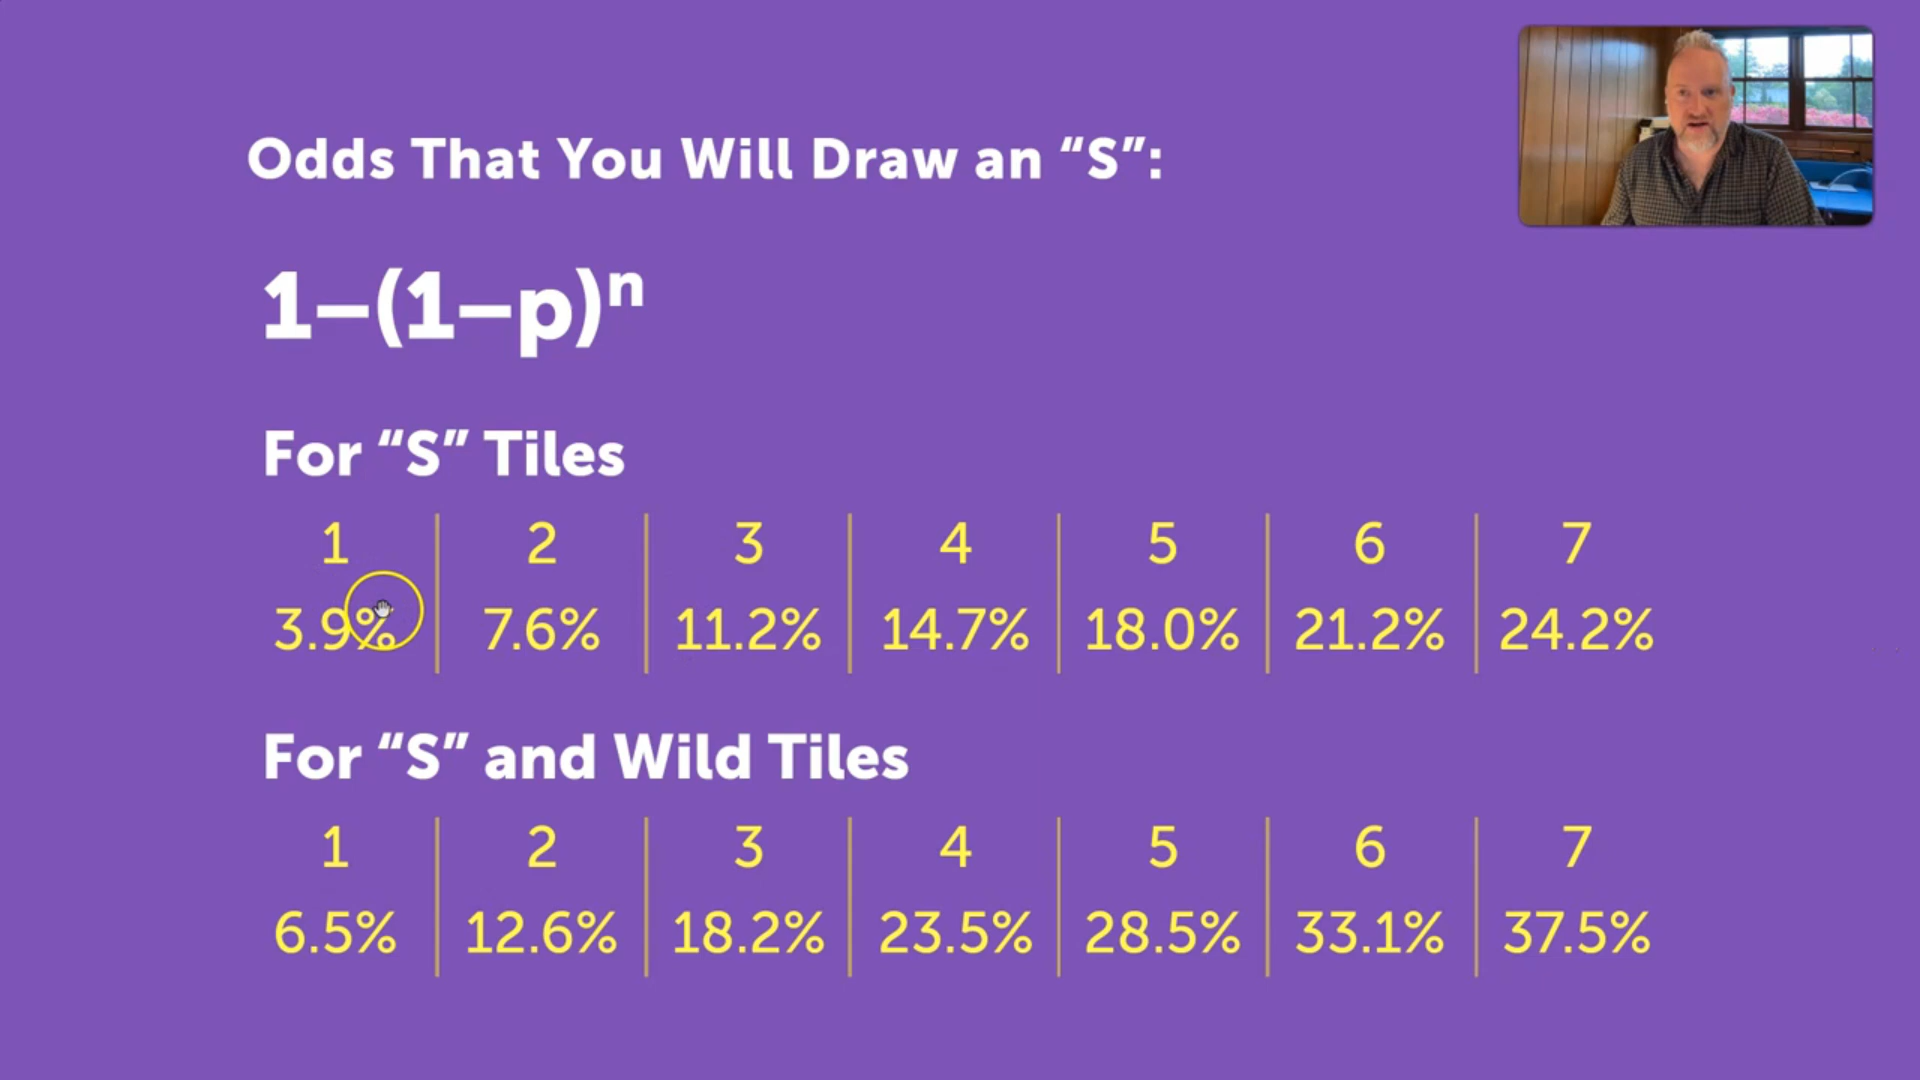 Odds That You Will Draw an “S”:
1–(1–p)ⁿ
For “S” Tiles
1 2 3 4 5 6 7
3.9% 7.6% 11.2% 14.7% 18.0% 21.2% 24.2%
For “S” and Wild Tiles
1 2 3 4 5 6 7
6.5% 12.6% 18.2% 23.5% 28.5% 33.1% 37.5%